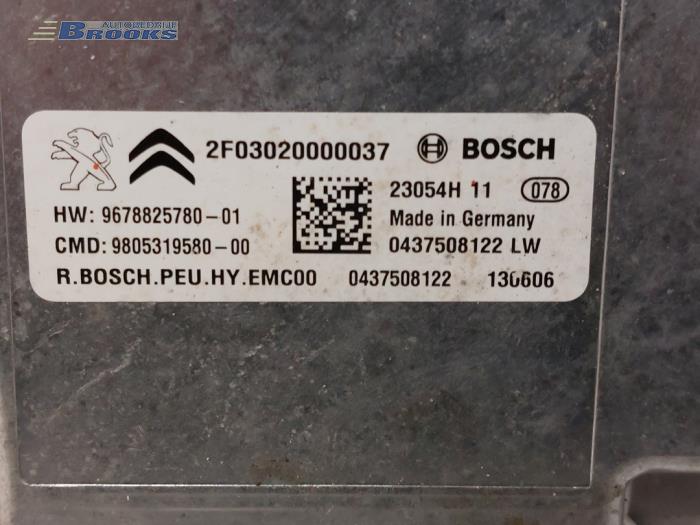 AUTOBEDRIJF
BROOKS
2F03020000037 BOSCH
HW: 9678825780-01 23054H 11 078
Made in Germany
CMD: 9805319580-00 0437508122 LW
R.BOSCH.PEU.HY.EMC00 0437508122 130606